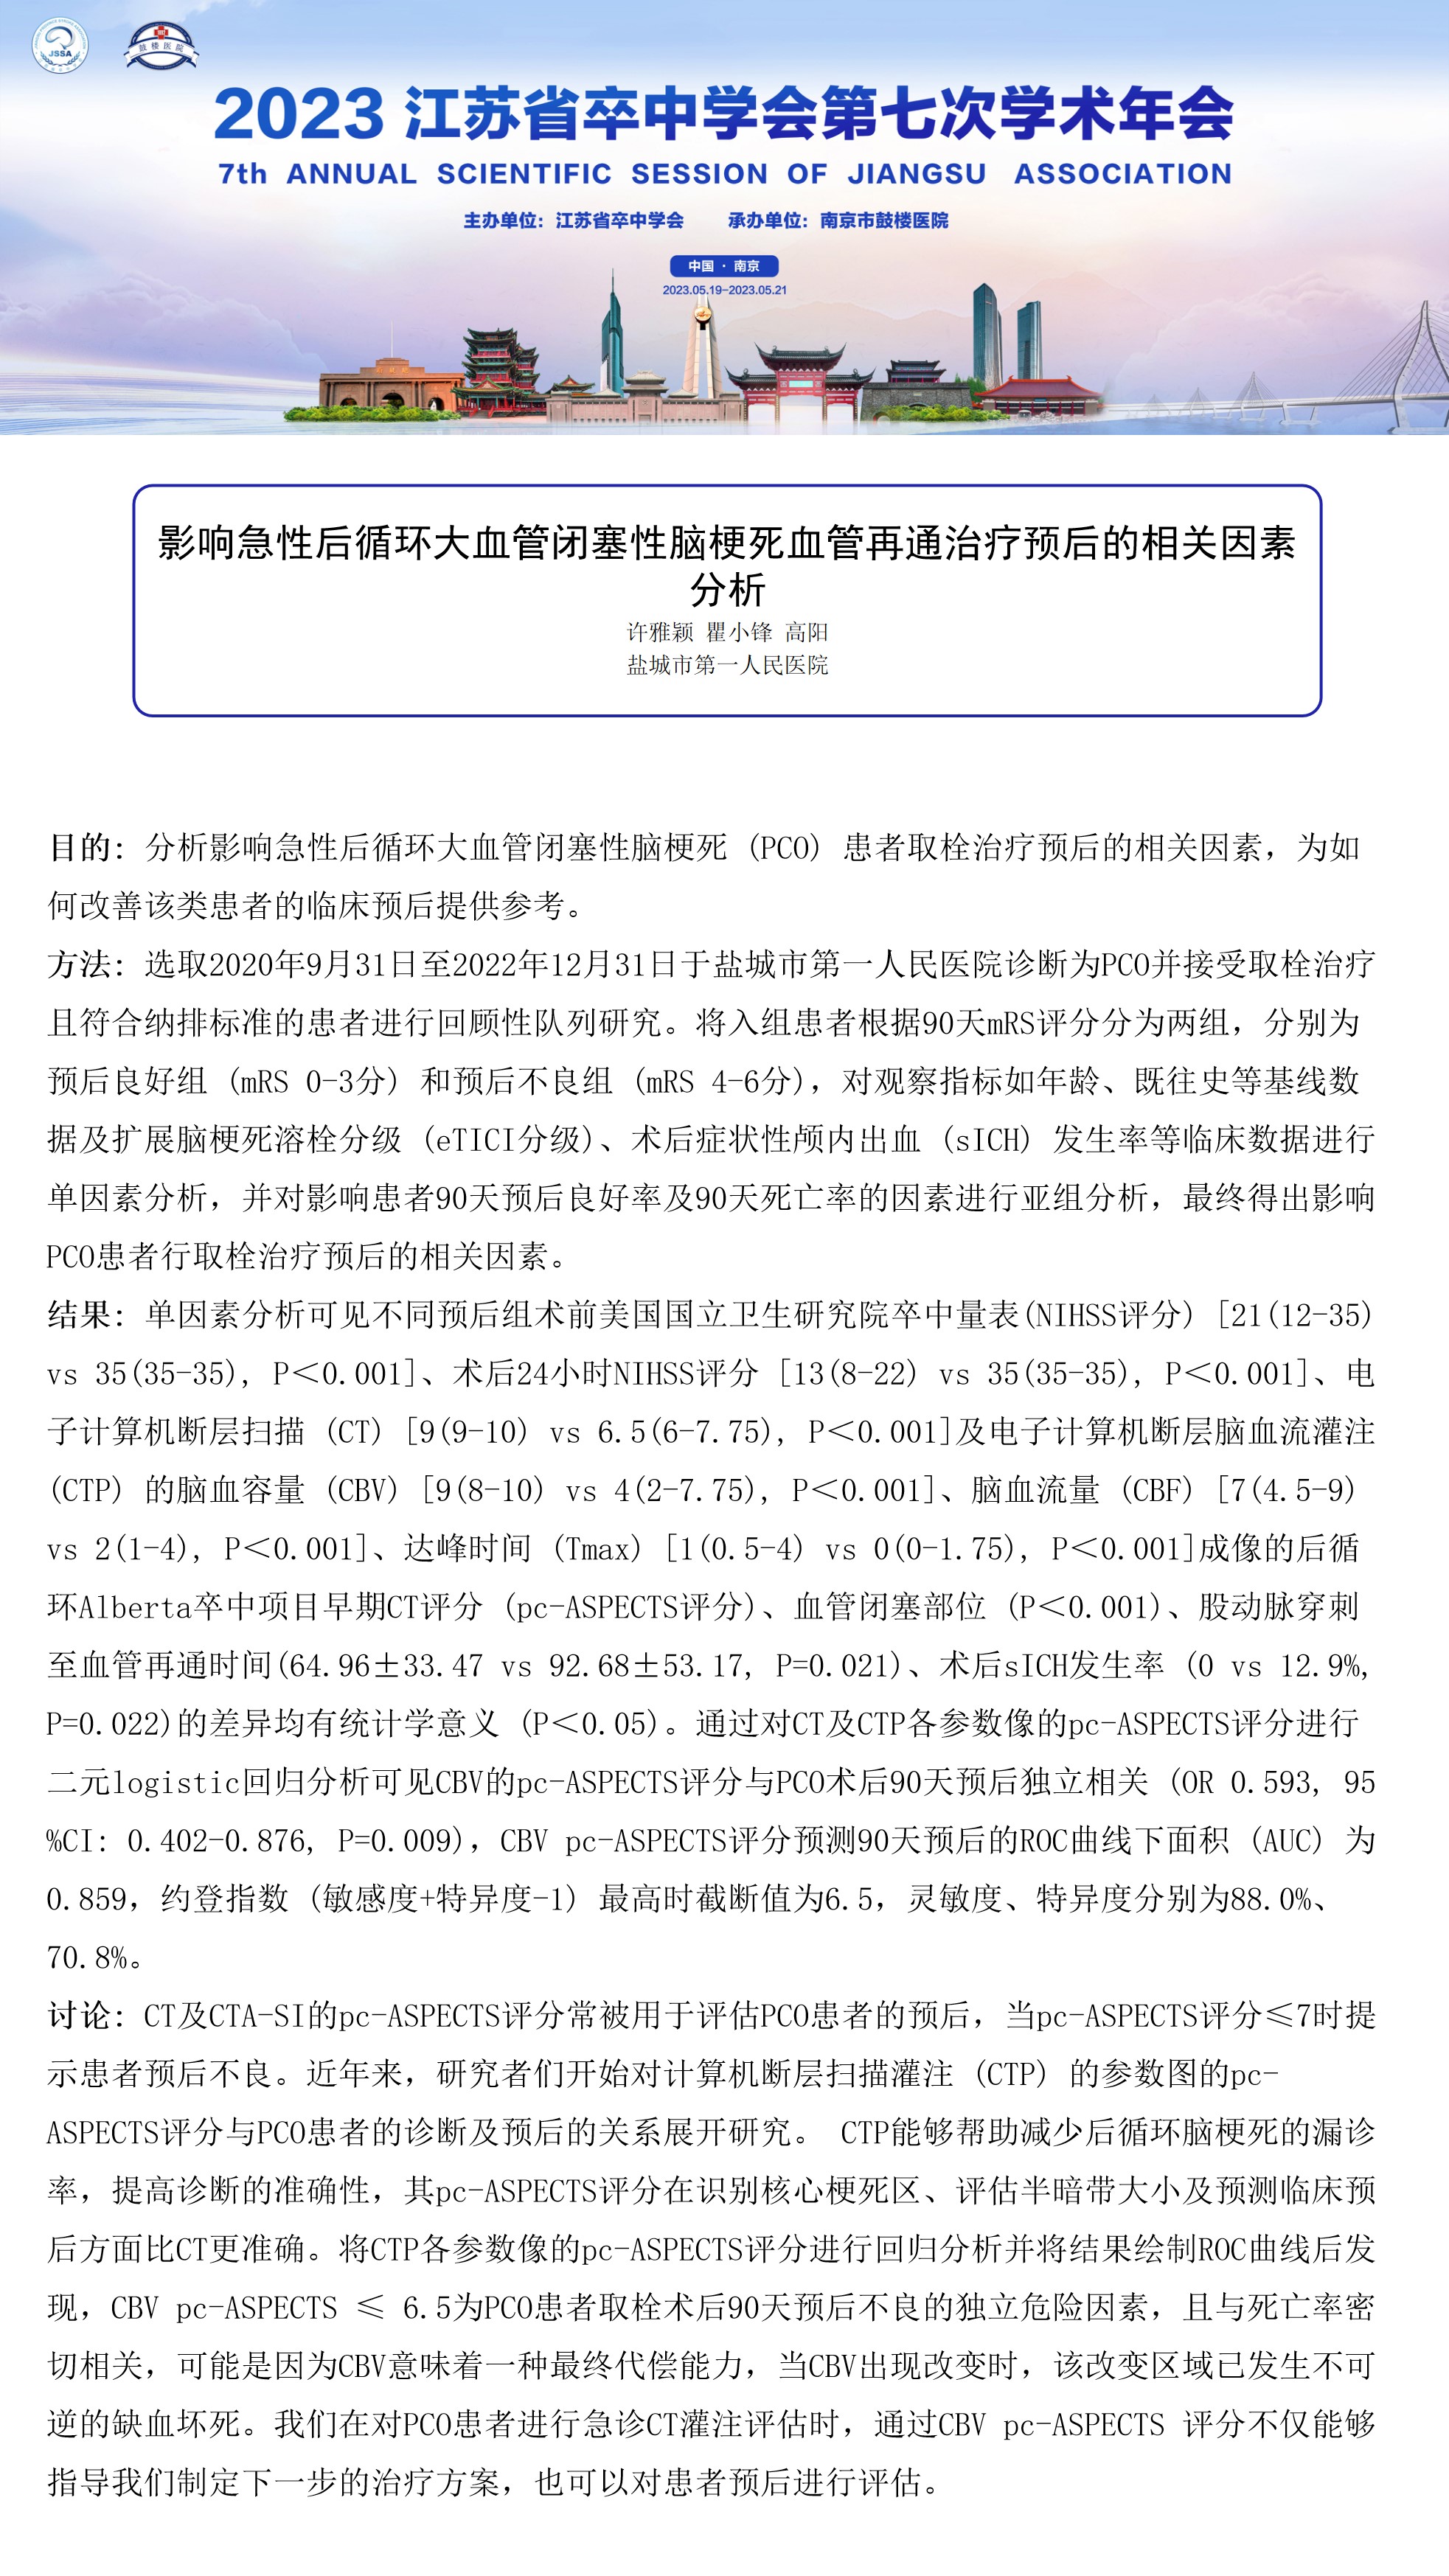 JSSA
鼓楼医院
2023 江苏省卒中学会第七次学术年会
7th ANNUAL SCIENTIFIC SESSION OF JIANGSU ASSOCIATION
主办单位：江苏省卒中学会 承办单位：南京市鼓楼医院
中国 · 南京
2023.05.19-2023.05.21
影响急性后循环大血管闭塞性脑梗死血管再通治疗预后的相关因素
分析
许雅颖 瞿小锋 高阳
盐城市第一人民医院
目的：分析影响急性后循环大血管闭塞性脑梗死（PCO）患者取栓治疗预后的相关因素，为如
何改善该类患者的临床预后提供参考。
方法：选取2020年9月31日至2022年12月31日于盐城市第一人民医院诊断为PCO并接受取栓治疗
且符合纳排标准的患者进行回顾性队列研究。将入组患者根据90天mRS评分分为两组，分别为
预后良好组（mRS 0-3分）和预后不良组（mRS 4-6分），对观察指标如年龄、既往史等基线数
据及扩展脑梗死溶栓分级（eTICI分级）、术后症状性颅内出血（sICH）发生率等临床数据进行
单因素分析，并对影响患者90天预后良好率及90天死亡率的因素进行亚组分析，最终得出影响
PCO患者行取栓治疗预后的相关因素。
结果：单因素分析可见不同预后组术前美国国立卫生研究院卒中量表(NIHSS评分）[21(12-35)
vs 35(35-35), P＜0.001]、术后24小时NIHSS评分 [13(8-22) vs 35(35-35), P＜0.001]、电
子计算机断层扫描（CT）[9(9-10) vs 6.5(6-7.75), P＜0.001]及电子计算机断层脑血流灌注
（CTP）的脑血容量（CBV）[9(8-10) vs 4(2-7.75), P＜0.001]、脑血流量（CBF）[7(4.5-9)
vs 2(1-4), P＜0.001]、达峰时间（Tmax）[1(0.5-4) vs 0(0-1.75), P＜0.001]成像的后循
环Alberta卒中项目早期CT评分（pc-ASPECTS评分）、血管闭塞部位（P＜0.001）、股动脉穿刺
至血管再通时间(64.96±33.47 vs 92.68±53.17, P=0.021）、术后sICH发生率（0 vs 12.9%,
P=0.022)的差异均有统计学意义（P＜0.05）。通过对CT及CTP各参数像的pc-ASPECTS评分进行
二元logistic回归分析可见CBV的pc-ASPECTS评分与PCO术后90天预后独立相关（OR 0.593, 95
%CI: 0.402-0.876, P=0.009），CBV pc-ASPECTS评分预测90天预后的ROC曲线下面积（AUC）为
0.859，约登指数（敏感度+特异度-1）最高时截断值为6.5，灵敏度、特异度分别为88.0%、
70.8%。
讨论：CT及CTA-SI的pc-ASPECTS评分常被用于评估PCO患者的预后，当pc-ASPECTS评分≤7时提
示患者预后不良。近年来，研究者们开始对计算机断层扫描灌注（CTP）的参数图的pc-
ASPECTS评分与PCO患者的诊断及预后的关系展开研究。 CTP能够帮助减少后循环脑梗死的漏诊
率，提高诊断的准确性，其pc-ASPECTS评分在识别核心梗死区、评估半暗带大小及预测临床预
后方面比CT更准确。将CTP各参数像的pc-ASPECTS评分进行回归分析并将结果绘制ROC曲线后发
现，CBV pc-ASPECTS ≤ 6.5为PCO患者取栓术后90天预后不良的独立危险因素，且与死亡率密
切相关，可能是因为CBV意味着一种最终代偿能力，当CBV出现改变时，该改变区域已发生不可
逆的缺血坏死。我们在对PCO患者进行急诊CT灌注评估时，通过CBV pc-ASPECTS 评分不仅能够
指导我们制定下一步的治疗方案，也可以对患者预后进行评估。